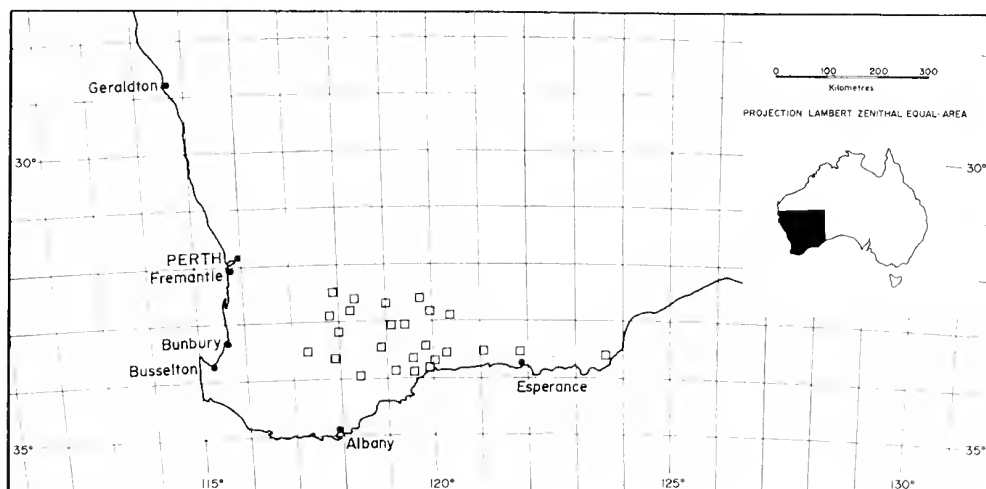 Geraldton
0 100 200 300
Kilometres
PROJECTION LAMBERT ZENITHAL EQUAL-AREA
30°
30°
PERTH
Fremantle
Bunbury
Busselton
Esperance
Albany
35°
35°
115°
120°
125°
130°